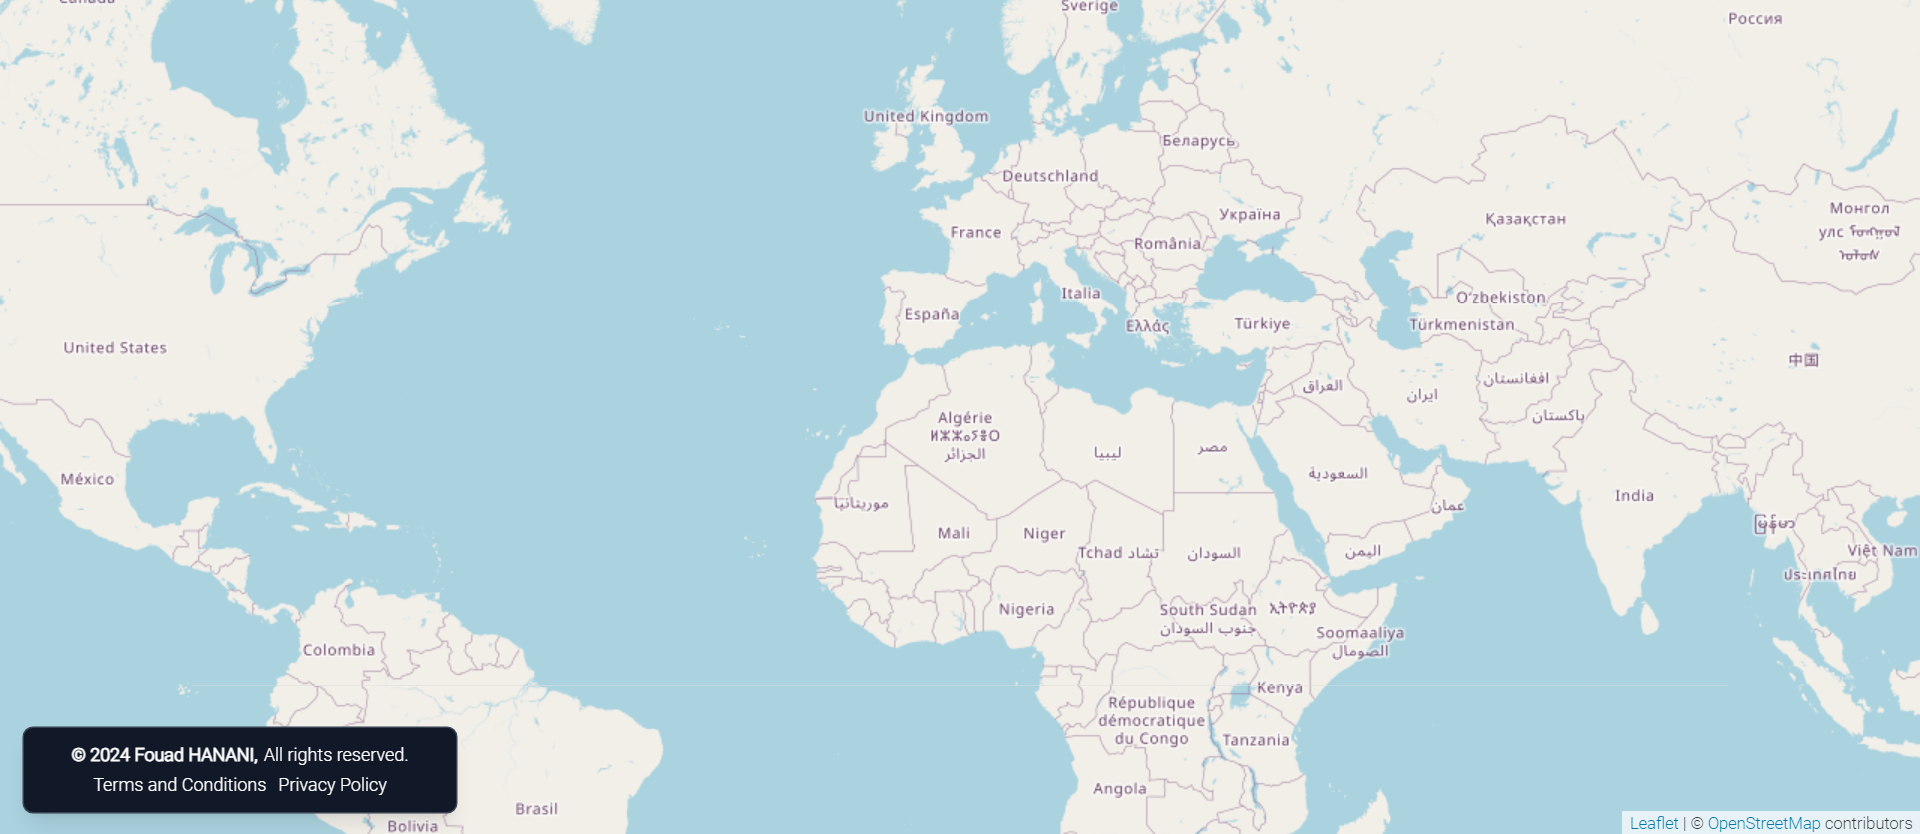 Canada
Sverige
Россия
United Kingdom
Беларусь
Deutschland
Україна
France
România
Қазақстан
Монгол
улс
Italia
España
Ελλάς
Türkiye
Oʻzbekiston
Türkmenistan
United States
中国
العراق
ایران
افغانستان
پاکستان
Algérie
ⵍⵣⵣⴰⵢⴻⵔ
الجزائر
ليبيا
مصر
السعودية
عمان
México
موريتانيا
Mali
Niger
Tchad تشاد
السودان
اليمن
India
မြန်မာ
Việt Nam
ประเทศไทย
Nigeria
South Sudan
جنوب السودان
ኢትዮጵያ
Soomaaliya
الصومال
Colombia
Kenya
République
démocratique
du Congo
Tanzania
Angola
Brasil
Bolivia
© 2024 Fouad HANANI, All rights reserved.
Terms and Conditions Privacy Policy
Leaflet | © OpenStreetMap contributors